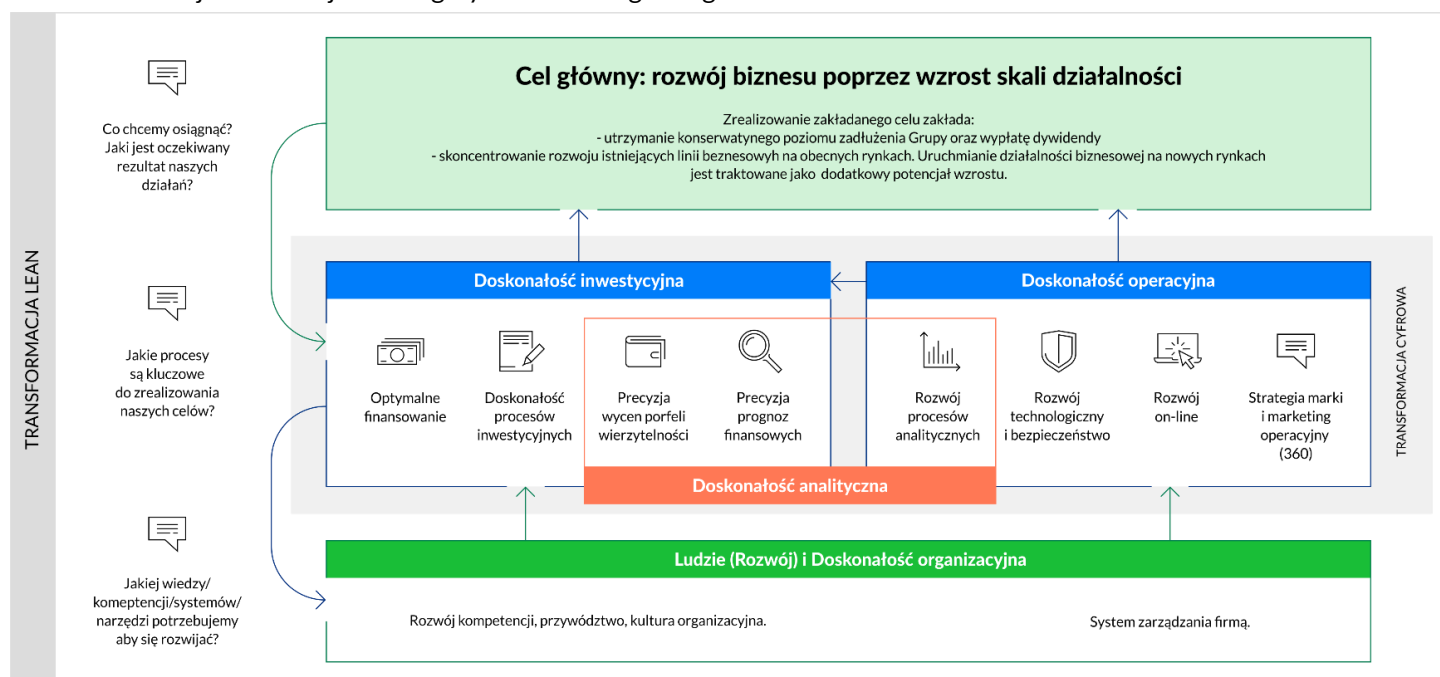 TRANSFORMACJA LEAN
Co chcemy osiągnąć?
Jaki jest oczekiwany
rezultat naszych
działań?
Cel główny: rozwój biznesu poprzez wzrost skali działalności
Zrealizowanie zakładanego celu zakłada:
- utrzymanie konserwatynego poziomu zadłużenia Grupy oraz wypłatę dywidendy
- skoncentrowanie rozwoju istniejących linii beznesowyh na obecnych rynkach. Uruchmianie działalności biznesowej na nowych rynkach
jest traktowane jako dodatkowy potencjał wzrostu.
Jakie procesy
są kluczowe
do zrealizowania
naszych celów?
Doskonałość inwestycyjna
Optymalne
finansowanie
Doskonałość
procesów
inwestycyjnych
Precyzja
wycen porfeli
wierzytelności
Precyzja
prognoz
finansowych
Doskonałość operacyjna
Rozwój
procesów
analitycznych
Rozwój
technologiczny
i bezpieczeństwo
Rozwój
on-line
Strategia marki
i marketing
operacyjny
(360)
Doskonałość analityczna
TRANSFORMACJA CYFROWA
Jakiej wiedzy/
komeptencji/systemów/
narzędzi potrzebujemy
aby się rozwijać?
Ludzie (Rozwój) i Doskonałość organizacyjna
Rozwój kompetencji, przywództwo, kultura organizacyjna.
System zarządzania firmą.